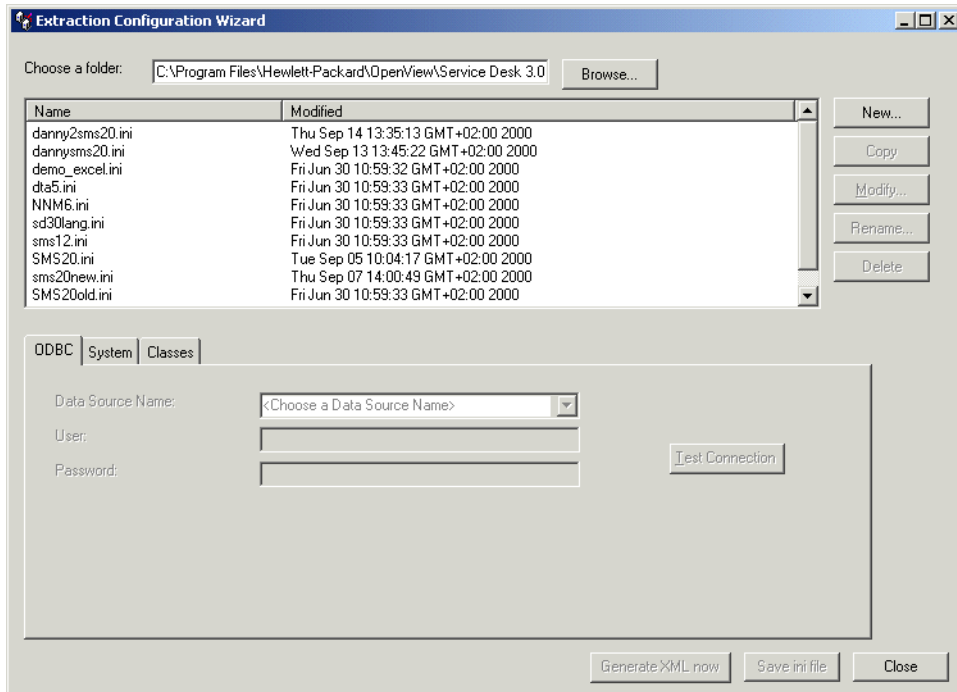 Extraction Configuration Wizard
Choose a folder: C:\Program Files\Hewlett-Packard\OpenView\Service Desk 3.0 Browse...
Name Modified New...
danny2sms20.ini Thu Sep 14 13:35:13 GMT+02:00 2000
dannysms20.ini Wed Sep 13 13:45:22 GMT+02:00 2000 Copy
demo_excel.ini Fri Jun 30 10:59:32 GMT+02:00 2000
dta5.ini Fri Jun 30 10:59:33 GMT+02:00 2000 Modify...
NNM6.ini Fri Jun 30 10:59:33 GMT+02:00 2000
sd30lang.ini Fri Jun 30 10:59:33 GMT+02:00 2000 Rename...
sms12.ini Fri Jun 30 10:59:33 GMT+02:00 2000
SMS20.ini Tue Sep 05 10:04:17 GMT+02:00 2000 Delete
sms20new.ini Thu Sep 07 14:00:49 GMT+02:00 2000
SMS20old.ini Fri Jun 30 10:59:33 GMT+02:00 2000
ODBC System Classes
Data Source Name: <Choose a Data Source Name>
User:
Test Connection
Password:
Generate XML now Save ini file Close